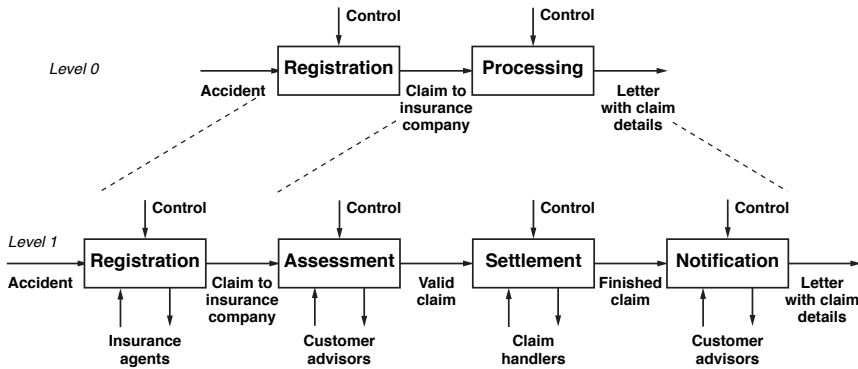 Control
Control
Level 0
Registration
Processing
Accident
Claim to
insurance
company
Letter
with claim
details
Control
Control
Control
Control
Level 1
Registration
Assessment
Settlement
Notification
Accident
Claim to
insurance
company
Valid
claim
Finished
claim
Letter
with claim
details
Insurance
agents
Customer
advisors
Claim
handlers
Customer
advisors